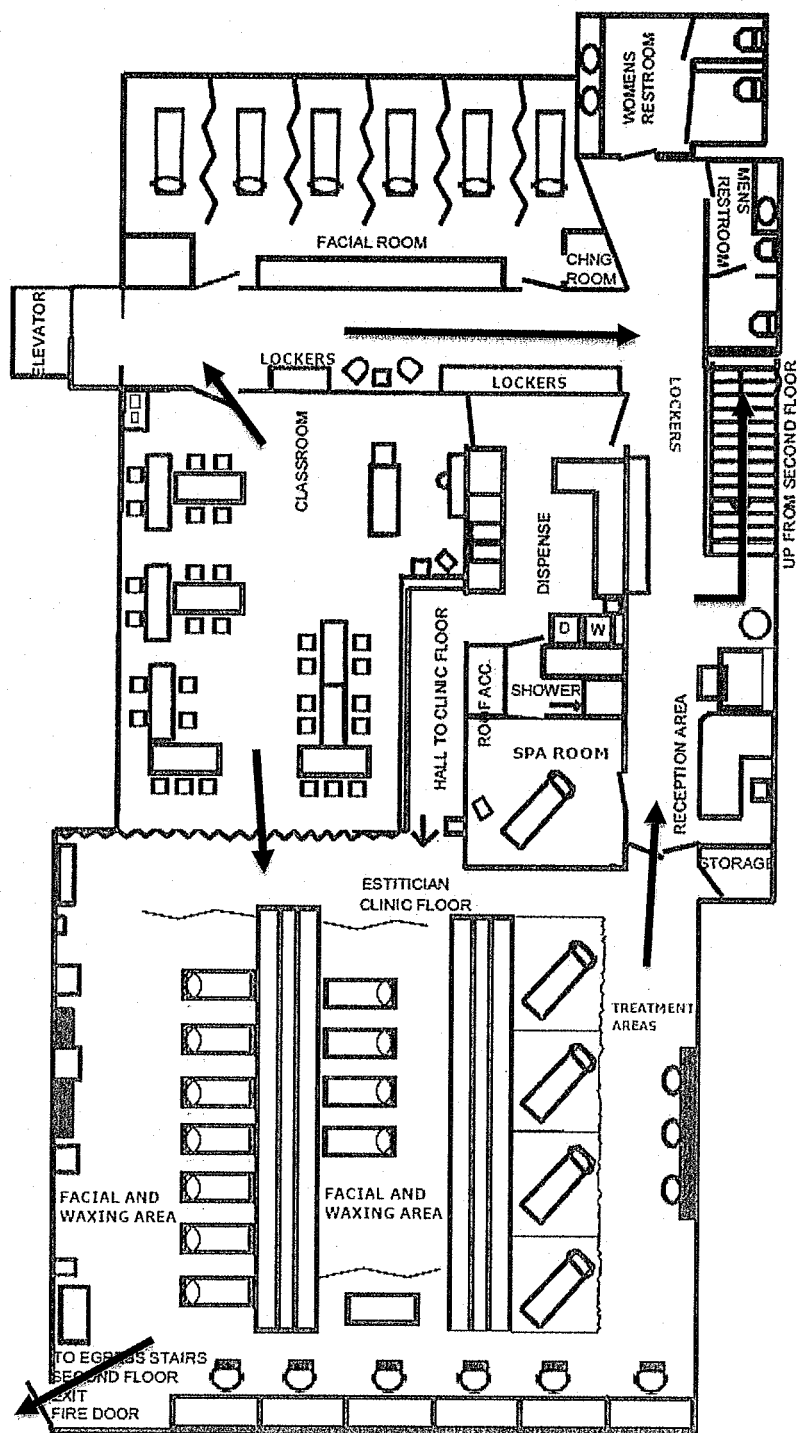 WOMENS
RESTROOM
MENS
RESTROOM
FACIAL ROOM
CHNG
ROOM
ELEVATOR
LOCKERS
LOCKERS
LOCKERS
CLASSROOM
UP FROM SECOND FLOOR
DISPENSE
D
W
HALL TO CLINIC FLOOR
ROOF ACC.
SHOWER
SPA ROOM
RECEPTION AREA
STORAGE
ESTITICIAN
CLINIC FLOOR
TREATMENT
AREAS
FACIAL AND
WAXING AREA
FACIAL AND
WAXING AREA
TO EGRESS STAIRS
SECOND FLOOR
EXIT
FIRE DOOR